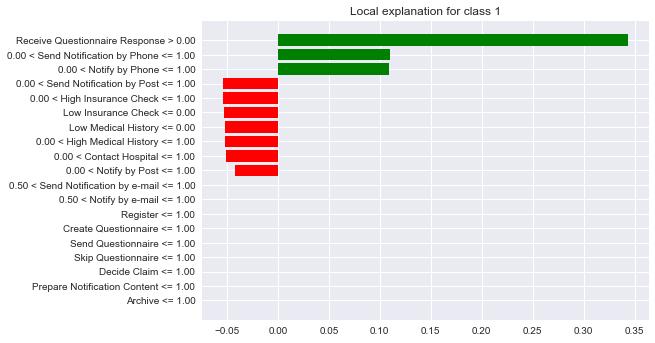 Local explanation for class 1
Receive Questionnaire Response > 0.00
0.00 < Send Notification by Phone <= 1.00
0.00 < Notify by Phone <= 1.00
0.00 < Send Notification by Post <= 1.00
0.00 < High Insurance Check <= 1.00
Low Insurance Check <= 0.00
Low Medical History <= 0.00
0.00 < High Medical History <= 1.00
0.00 < Contact Hospital <= 1.00
0.00 < Notify by Post <= 1.00
0.50 < Send Notification by e-mail <= 1.00
0.50 < Notify by e-mail <= 1.00
Register <= 1.00
Create Questionnaire <= 1.00
Send Questionnaire <= 1.00
Skip Questionnaire <= 1.00
Decide Claim <= 1.00
Prepare Notification Content <= 1.00
Archive <= 1.00
−0.05 0.00 0.05 0.10 0.15 0.20 0.25 0.30 0.35